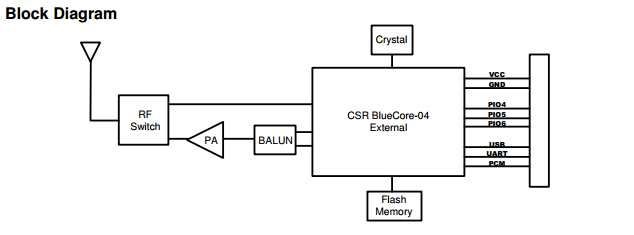 Block Diagram
Crystal
RF
Switch
PA
BALUN
CSR BlueCore-04
External
VCC
GND
PIO4
PIO5
PIO6
USB
UART
PCM
Flash
Memory